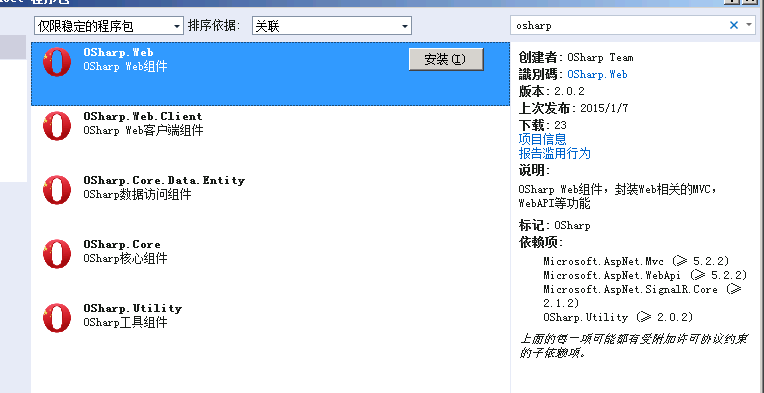 仅限稳定的程序包
排序依据:
关联
osharp
OSharp.Web
OSharp Web组件
安装(I)
OSharp.Web.Client
OSharp Web客户端组件
OSharp.Core.Data.Entity
OSharp数据访问组件
OSharp.Core
OSharp核心组件
OSharp.Utility
OSharp工具组件
创建者: OSharp Team
識別碼: OSharp.Web
版本: 2.0.2
上次发布: 2015/1/7
下载: 23
项目信息
报告滥用行为
说明:
OSharp Web组件，封装Web相关的MVC，
WebAPI等功能
标记: OSharp
依赖项:
Microsoft.AspNet.Mvc (≥ 5.2.2)
Microsoft.AspNet.WebApi (≥ 5.2.2)
Microsoft.AspNet.SignalR.Core (≥
2.1.2)
OSharp.Utility (≥ 2.0.2)
上面的每一项可能都有受附加许可协议约束
的子依赖项。